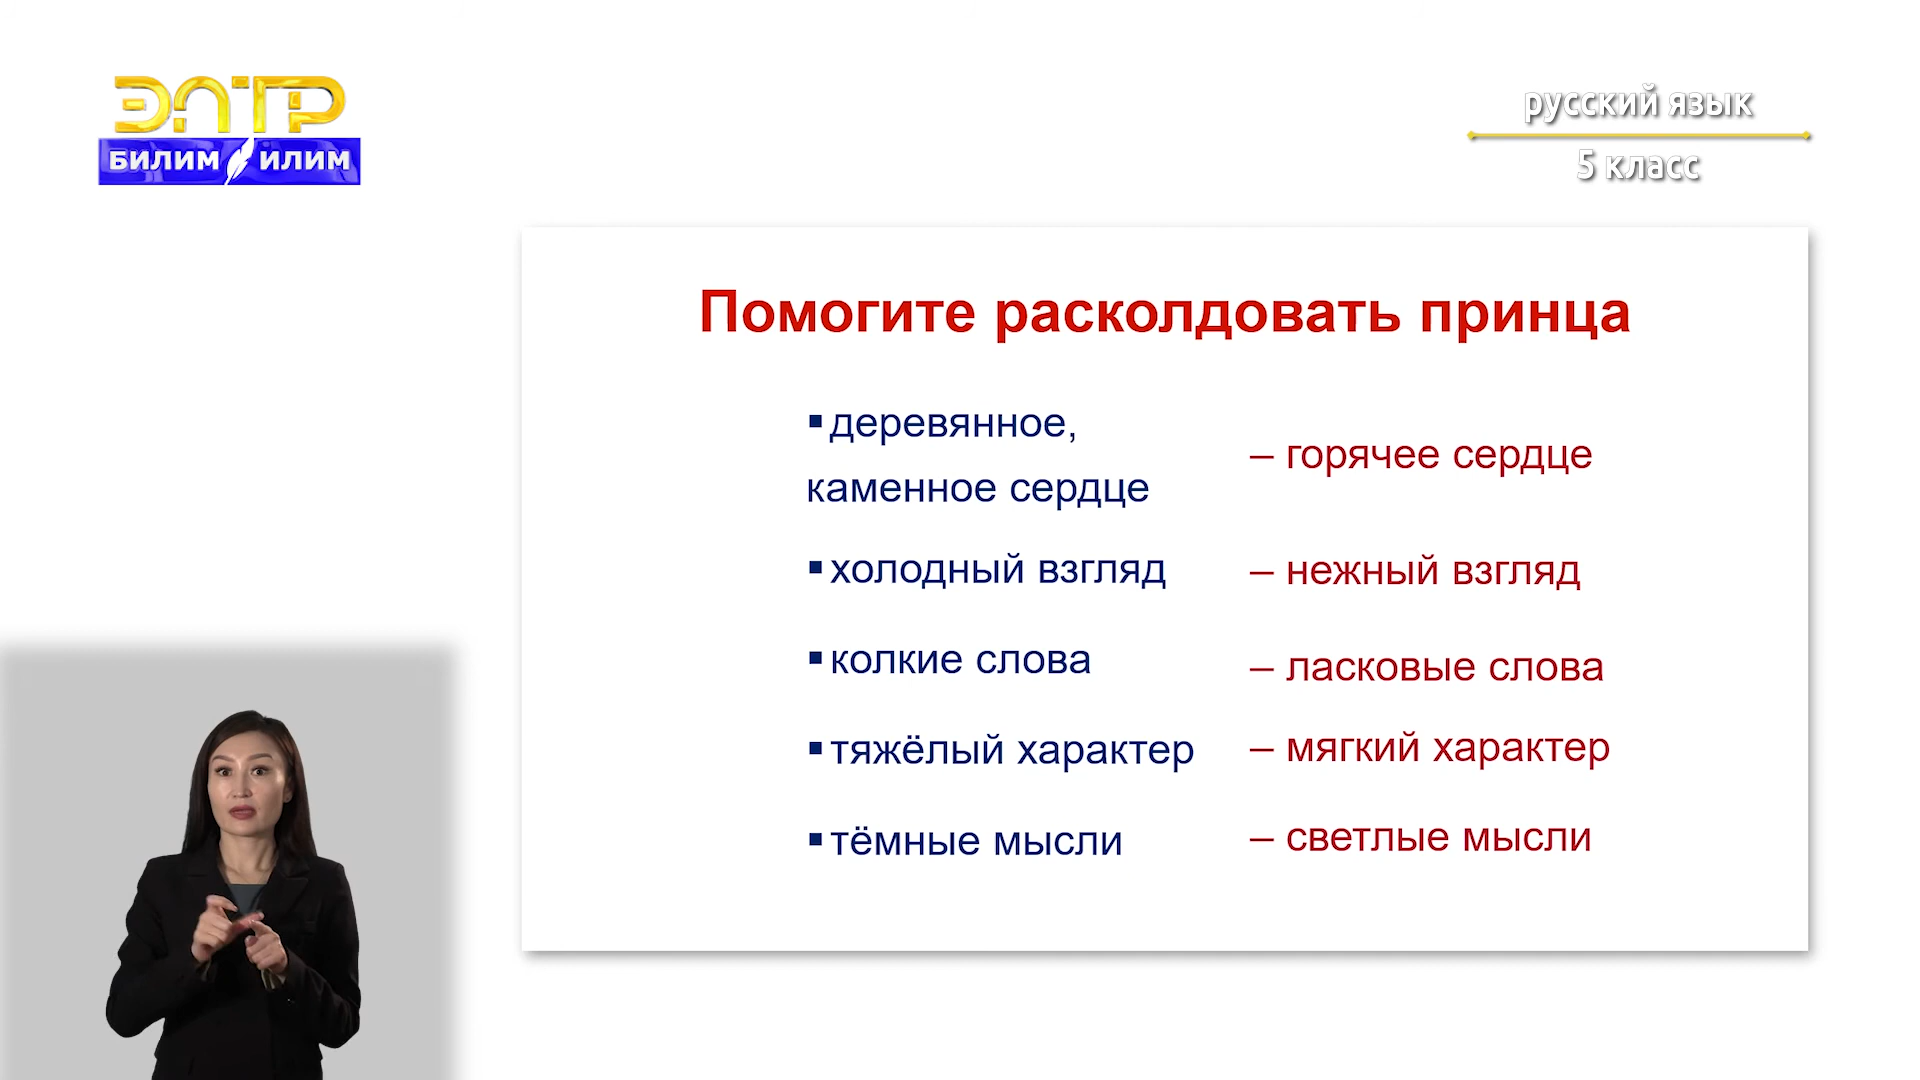 ЭЛТР
БИЛИМ ИЛИМ
русский язык
5 класс
Помогите расколдовать принца
▪деревянное,
каменное сердце
– горячее сердце
▪холодный взгляд – нежный взгляд
▪колкие слова – ласковые слова
▪тяжёлый характер – мягкий характер
▪тёмные мысли – светлые мысли